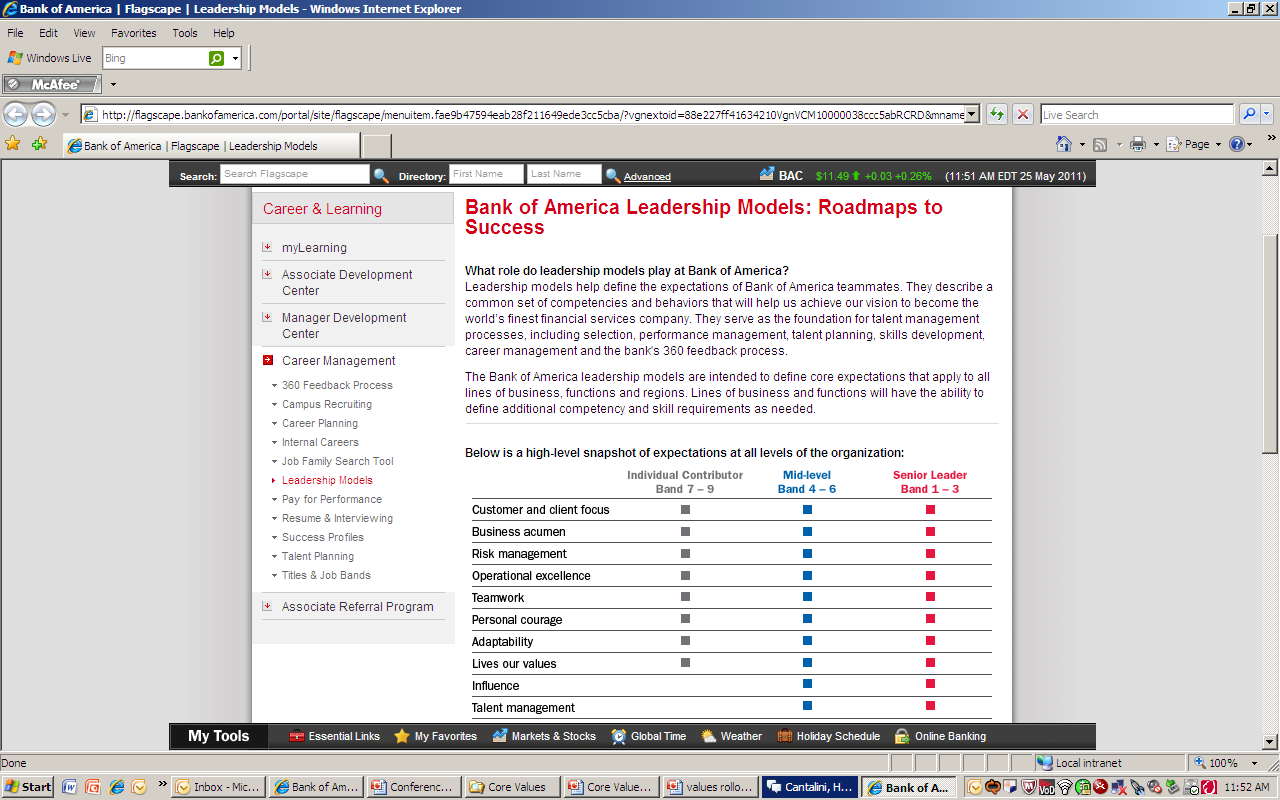 Bank of America | Flagscape | Leadership Models - Windows Internet Explorer
File Edit View Favorites Tools Help
Windows Live Bing
McAfee
http://flagscape.bankofamerica.com/portal/site/flagscape/menuitem.fae9b47594eab28f211649ede3cc5cba/?vgnextoid=88e227ff41634210VgnVCM10000038ccc5abRCRD&mname
Live Search
Bank of America | Flagscape | Leadership Models
Page
Search: Search Flagscape Directory: First Name Last Name Advanced BAC $11.49 +0.03 +0.26% (11:51 AM EDT 25 May 2011)
Career & Learning
myLearning
Associate Development
Center
Manager Development
Center
Career Management
360 Feedback Process
Campus Recruiting
Career Planning
Internal Careers
Job Family Search Tool
Leadership Models
Pay for Performance
Resume & Interviewing
Success Profiles
Talent Planning
Titles & Job Bands
Associate Referral Program
Bank of America Leadership Models: Roadmaps to
Success
What role do leadership models play at Bank of America?
Leadership models help define the expectations of Bank of America teammates. They describe a
common set of competencies and behaviors that will help us achieve our vision to become the
world's finest financial services company. They serve as the foundation for talent management
processes, including selection, performance management, talent planning, skills development,
career management and the bank's 360 feedback process.
The Bank of America leadership models are intended to define core expectations that apply to all
lines of business, functions and regions. Lines of business and functions will have the ability to
define additional competency and skill requirements as needed.
Below is a high-level snapshot of expectations at all levels of the organization:
Individual Contributor Mid-level Senior Leader
Band 7 – 9 Band 4 – 6 Band 1 – 3
Customer and client focus
Business acumen
Risk management
Operational excellence
Teamwork
Personal courage
Adaptability
Lives our values
Influence
Talent management
My Tools Essential Links My Favorites Markets & Stocks Global Time Weather Holiday Schedule Online Banking
Done Local intranet 100%
Start Inbox - Mic... Bank of Am... Conferenc... Core Values Core Value... values rollo... Cantalini, H... Bank of A... 11:52 AM